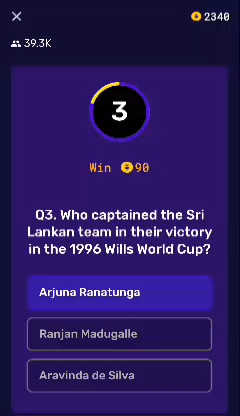 2340
39.3K
3
Win 90
Q3. Who captained the Sri
Lankan team in their victory
in the 1996 Wills World Cup?
Arjuna Ranatunga
Ranjan Madugalle
Aravinda de Silva